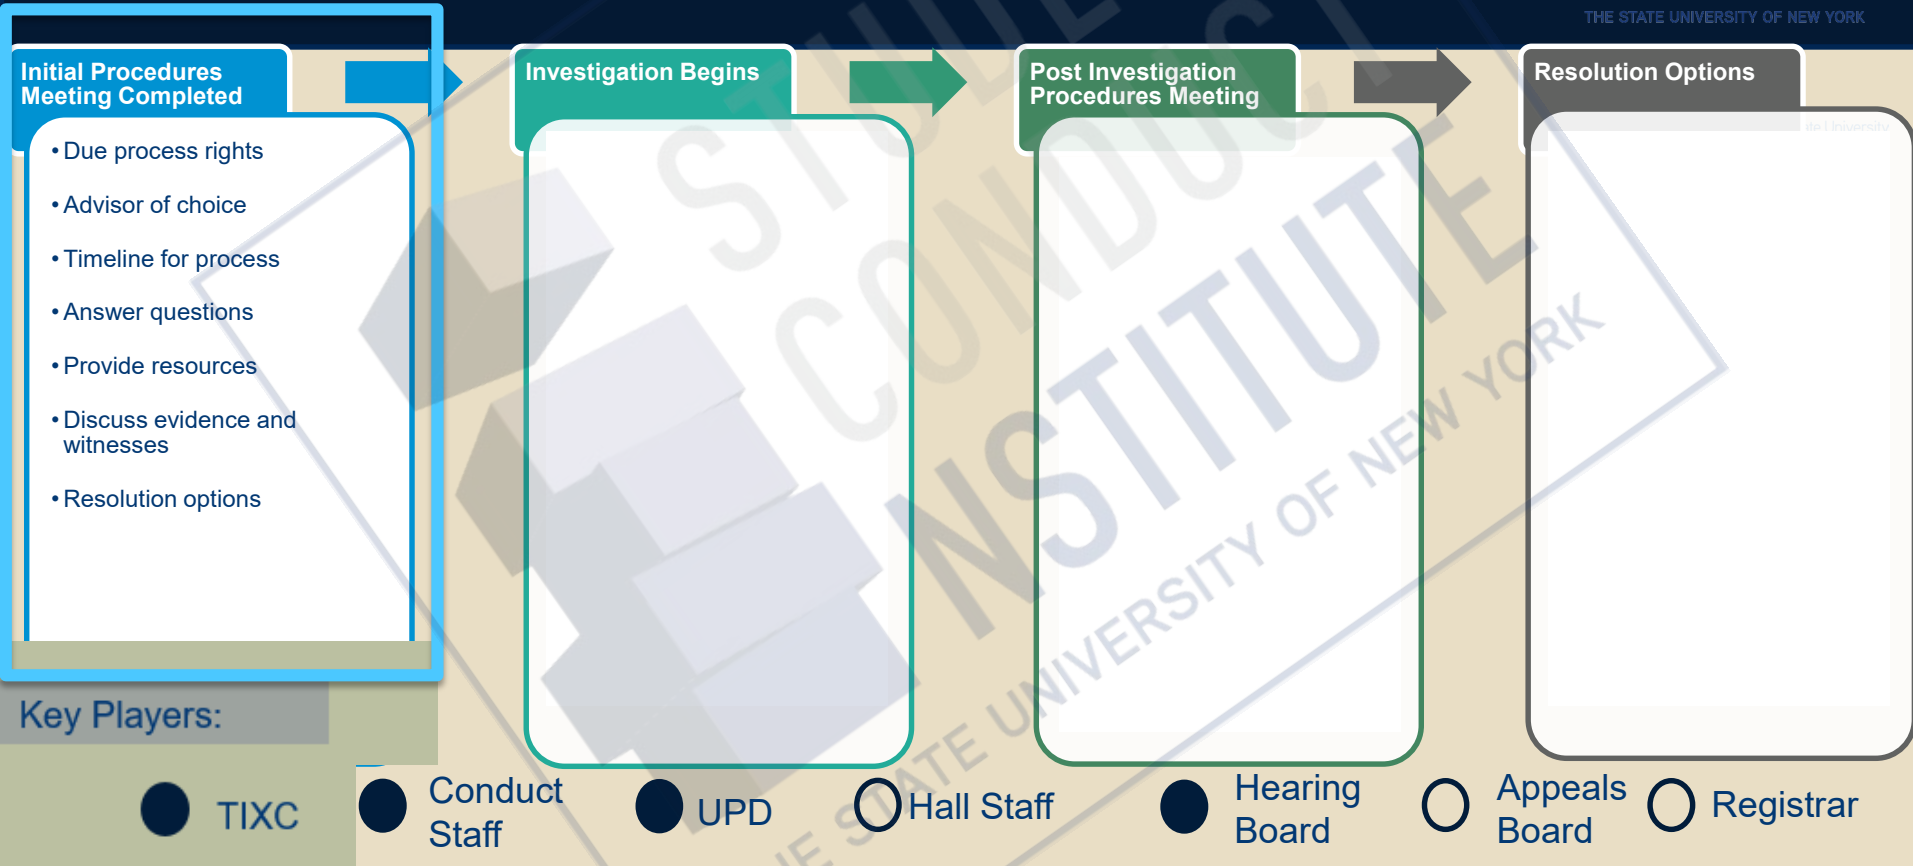 THE STATE UNIVERSITY OF NEW YORK
Initial Procedures
Meeting Completed
• Due process rights
• Advisor of choice
• Timeline for process
• Answer questions
• Provide resources
• Discuss evidence and
witnesses
• Resolution options
Investigation Begins
Post Investigation
Procedures Meeting
Resolution Options
Key Players:
TIXC
Conduct
Staff
UPD
Hall Staff
Hearing
Board
Appeals
Board
Registrar
CONDUCT
INSTITUTE
STATE UNIVERSITY OF NEW YORK